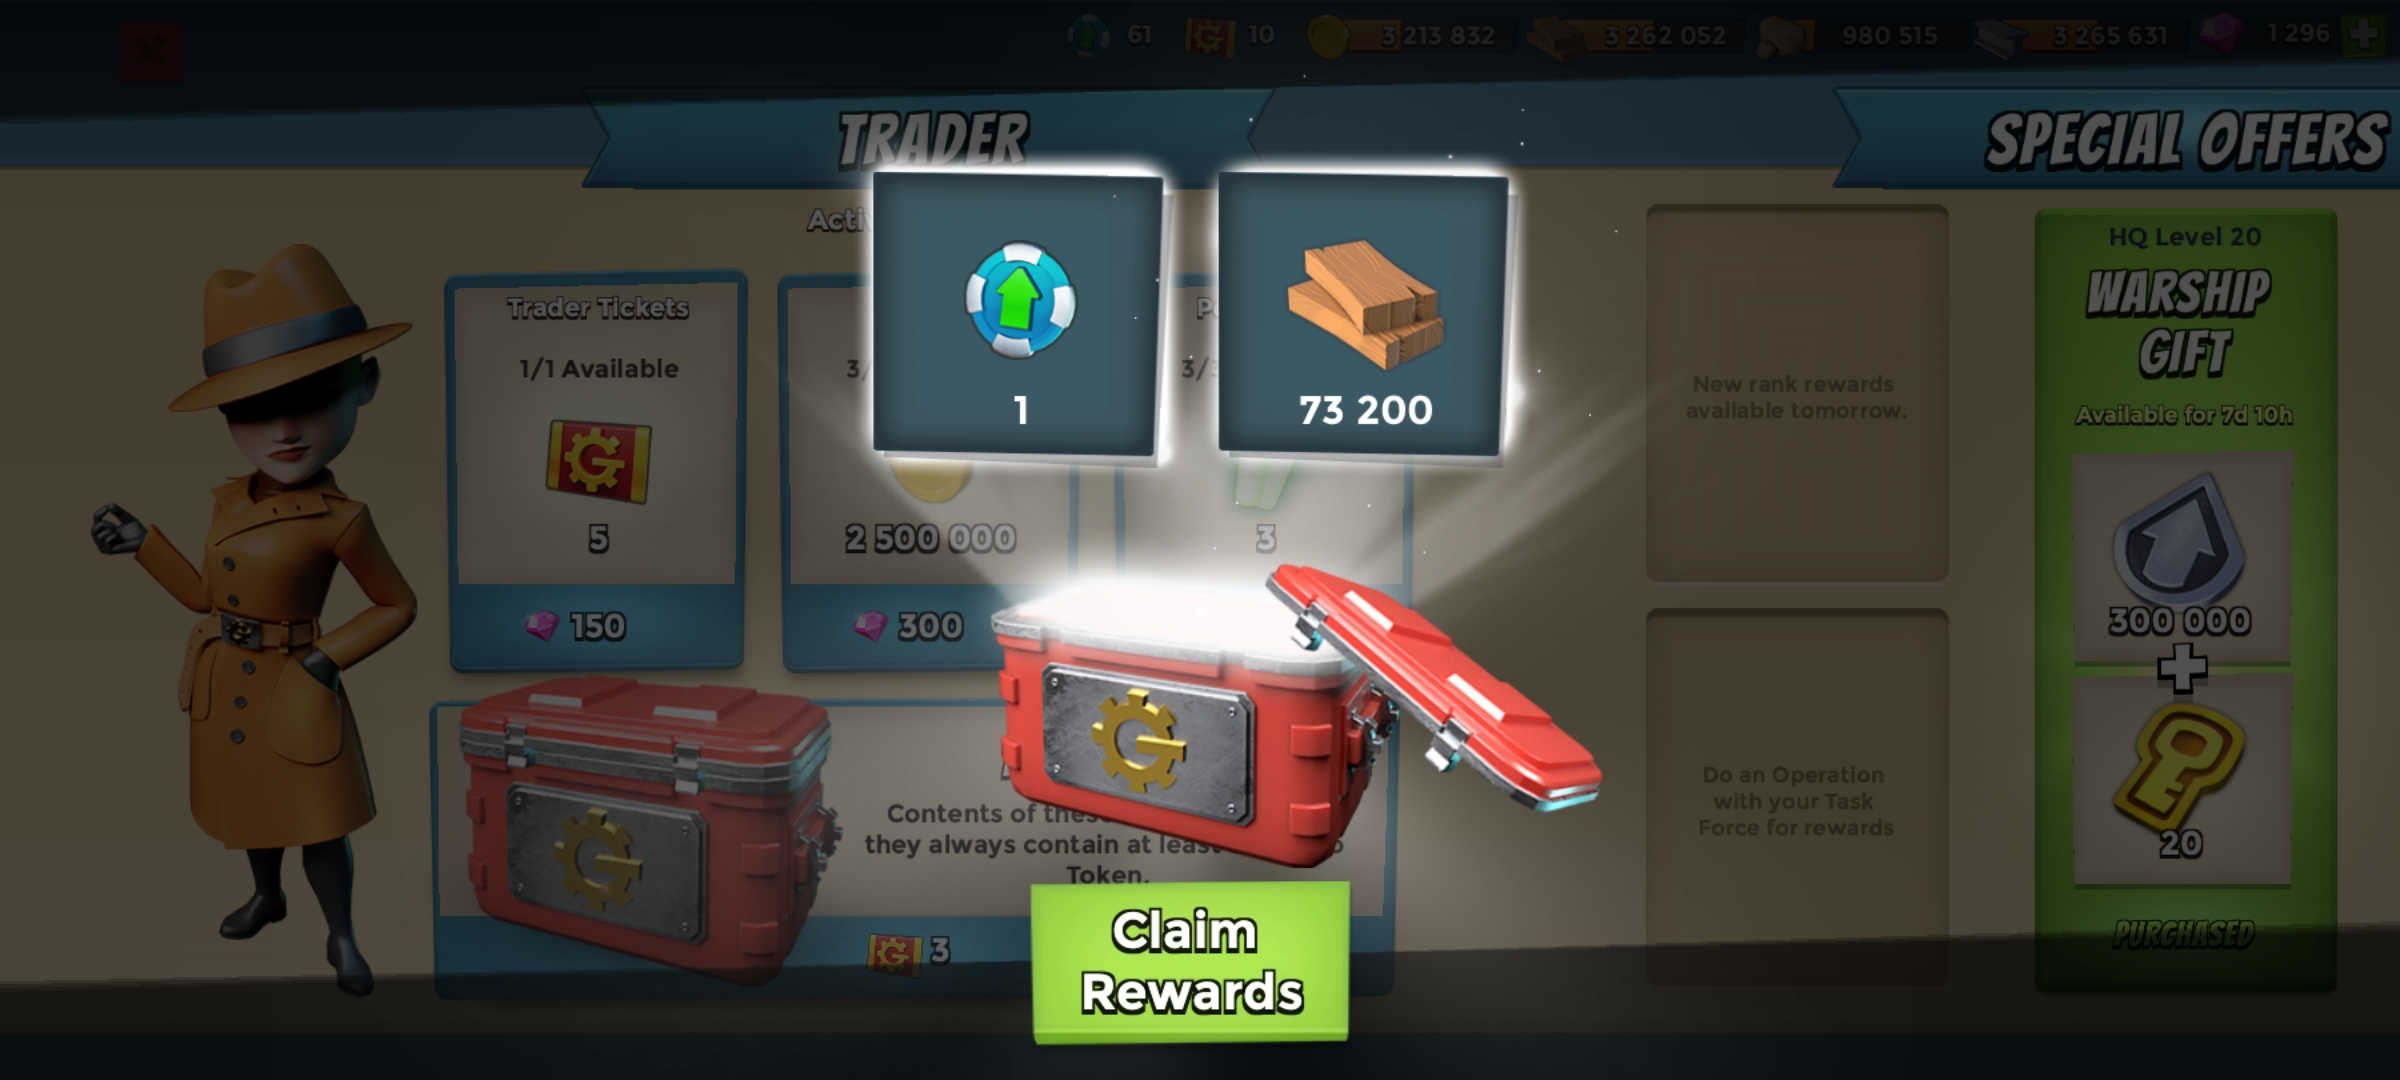 61
10
3 213 832
3 262 052
980 515
3 265 631
1 296
TRADER
SPECIAL OFFERS
Trader Tickets
1/1 Available
5
150
3/
2 500 000
300
3/
3
1
73 200
Contents of these
they always contain at least
Token.
3
Claim
Rewards
New rank rewards
available tomorrow.
Do an Operation
with your Task
Force for rewards
HQ Level 20
WARSHIP
GIFT
Available for 7d 10h
300 000
20
PURCHASED